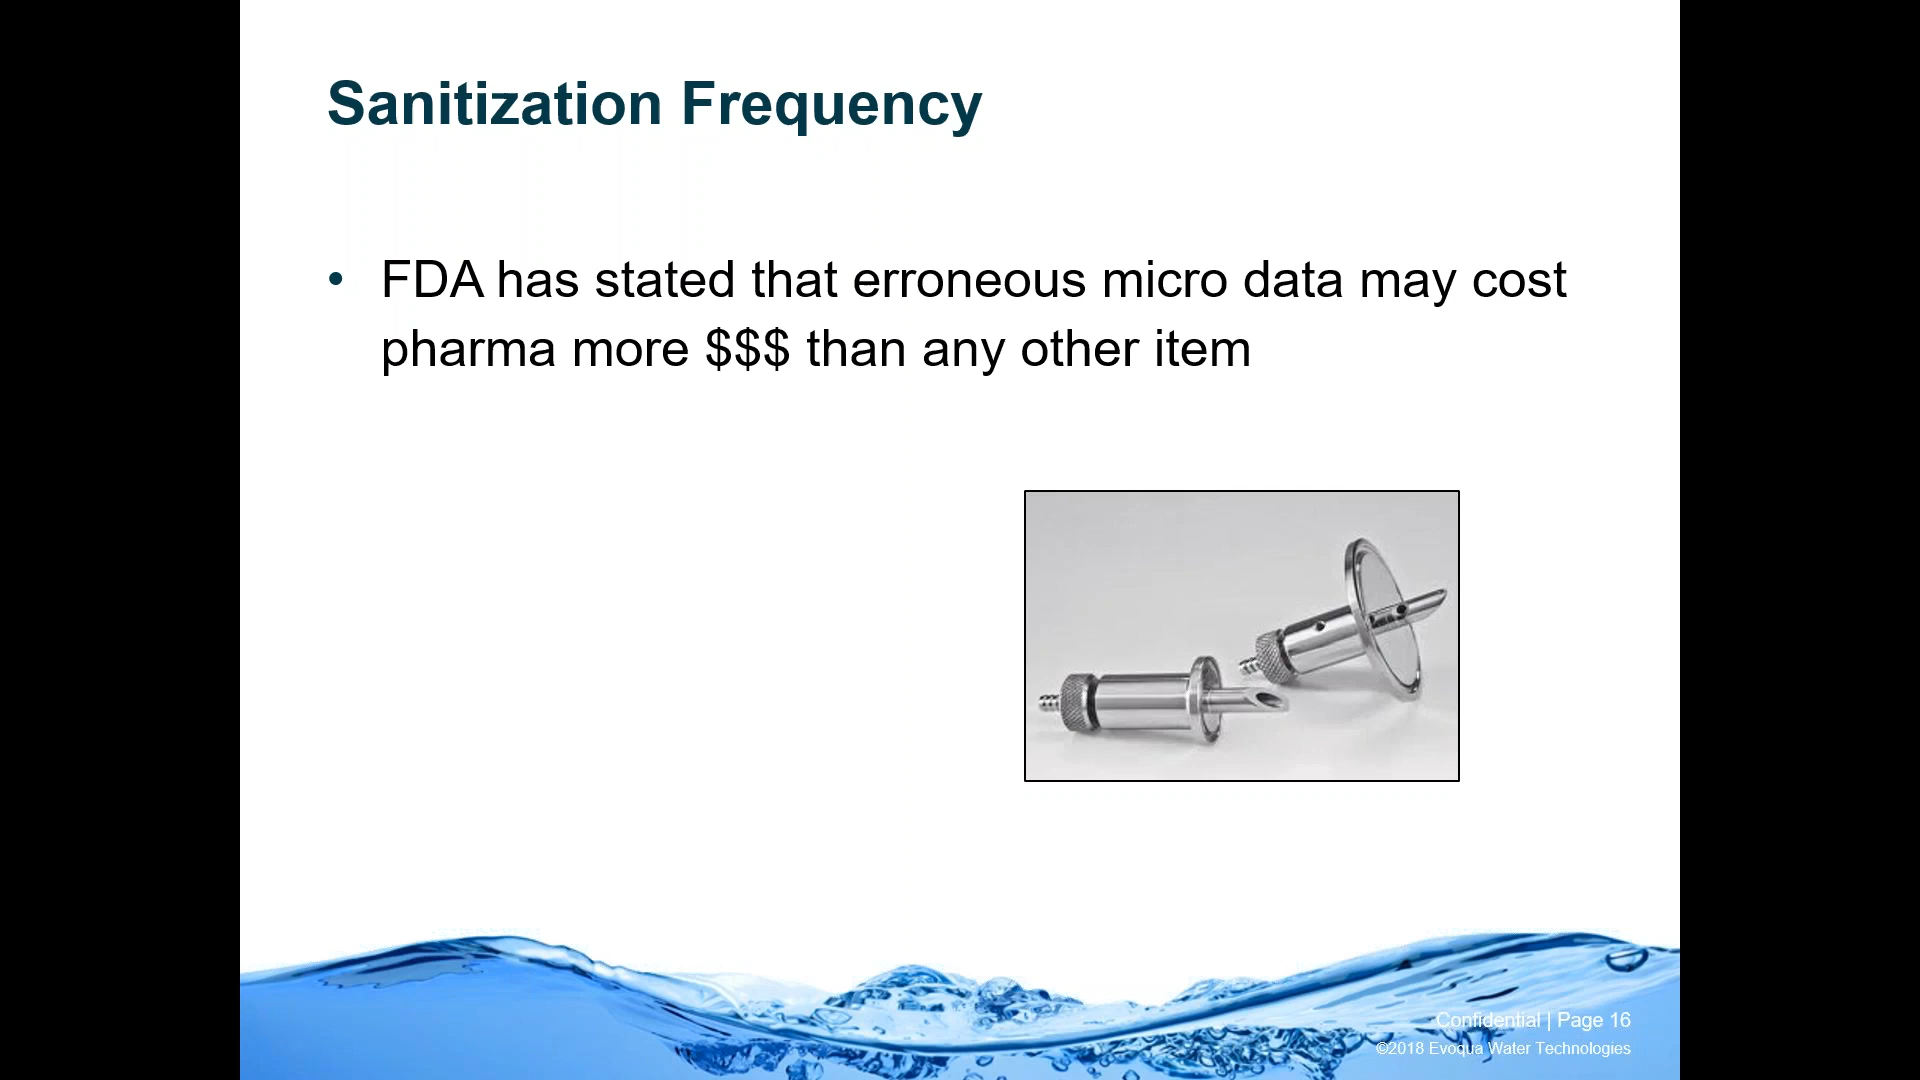 Sanitization Frequency
• FDA has stated that erroneous micro data may cost
pharma more $$$ than any other item
Confidential | Page 16
©2018 Evoqua Water Technologies